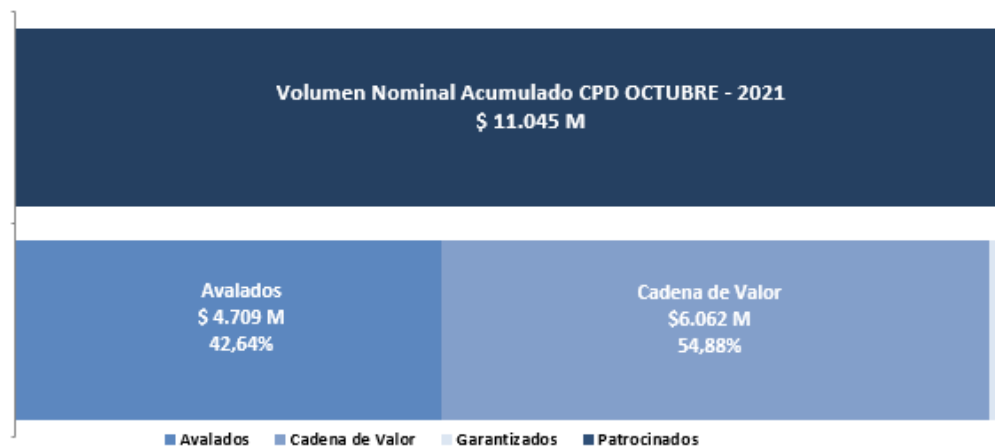 Volumen Nominal Acumulado CPD OCTUBRE - 2021
$ 11.045 M
Avalados
$ 4.709 M
42,64%
Cadena de Valor
$6.062 M
54,88%
Avalados Cadena de Valor Garantizados Patrocinados